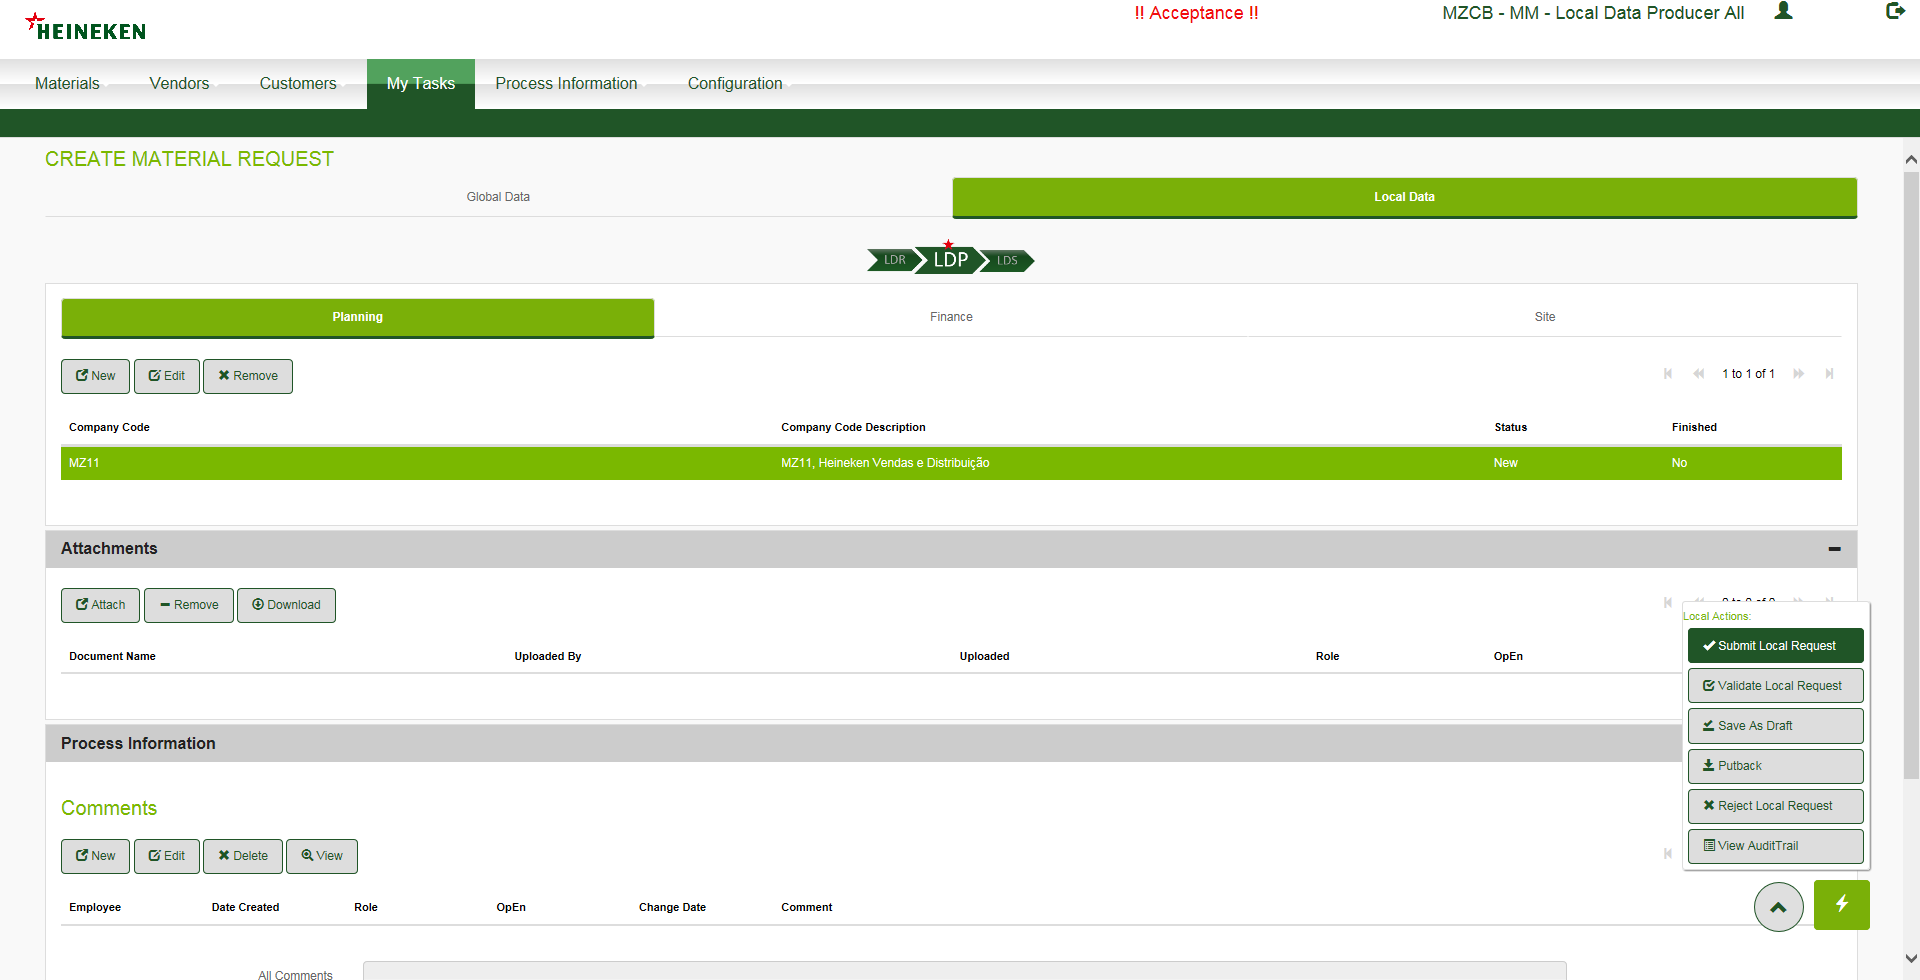 HEINEKEN
!! Acceptance !!
MZCB - MM - Local Data Producer All
Materials
Vendors
Customers
My Tasks
Process Information
Configuration
CREATE MATERIAL REQUEST
Global Data
Local Data
LDR
LDP
LDS
Planning
Finance
Site
New
Edit
Remove
1 to 1 of 1
Company Code
Company Code Description
Status
Finished
MZ11
MZ11, Heineken Vendas e Distribuição
New
No
Attachments
Attach
Remove
Download
Document Name
Uploaded By
Uploaded
Role
OpEn
Local Actions:
Submit Local Request
Validate Local Request
Save As Draft
Putback
Reject Local Request
View AuditTrail
Process Information
Comments
New
Edit
Delete
View
Employee
Date Created
Role
OpEn
Change Date
Comment
All Comments